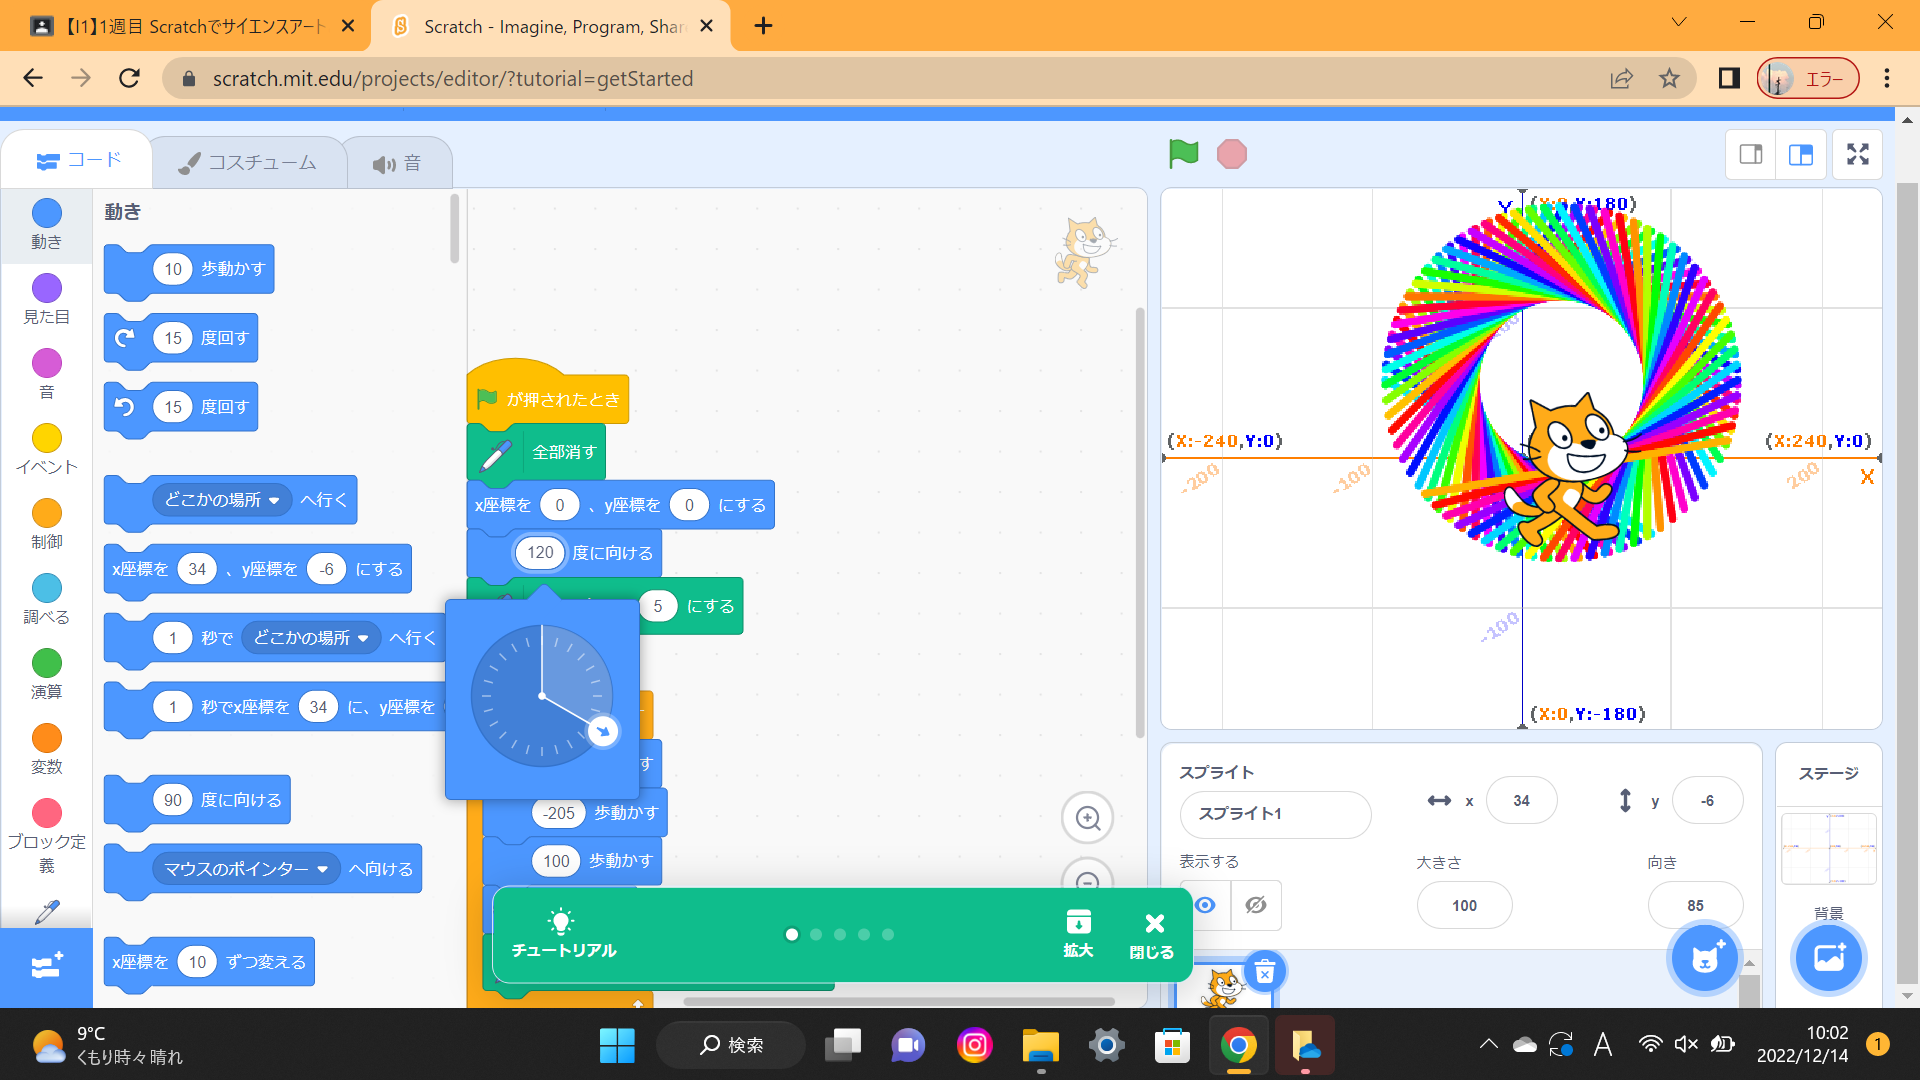 【I1】1週目 Scratchでサイエンスアート
Scratch - Imagine, Program, Shar
scratch.mit.edu/projects/editor/?tutorial=getStarted
エラー
コード
コスチューム
音
動き
見た目
音
イベント
制御
調べる
演算
変数
ブロック定義
動き
10 歩動かす
15 度回す
15 度回す
どこかの場所 へ行く
x座標を 34 、y座標を -6 にする
1 秒で どこかの場所 へ行く
1 秒でx座標を 34 に、y座標を
90 度に向ける
マウスのポインター へ向ける
x座標を 10 ずつ変える
が押されたとき
全部消す
x座標を 0 、y座標を 0 にする
120 度に向ける
5 にする
す
-205 歩動かす
100 歩動かす
チュートリアル
拡大
閉じる
Y
Y:180)
(X:-240,Y:0)
(X:240,Y:0)
-200
-100
200
X
-100
(X:0,Y:-180)
スプライト
スプライト1
x 34
y -6
表示する
大きさ
100
向き
85
ステージ
背景
9°C
くもり時々晴れ
検索
A
10:02
2022/12/14
1